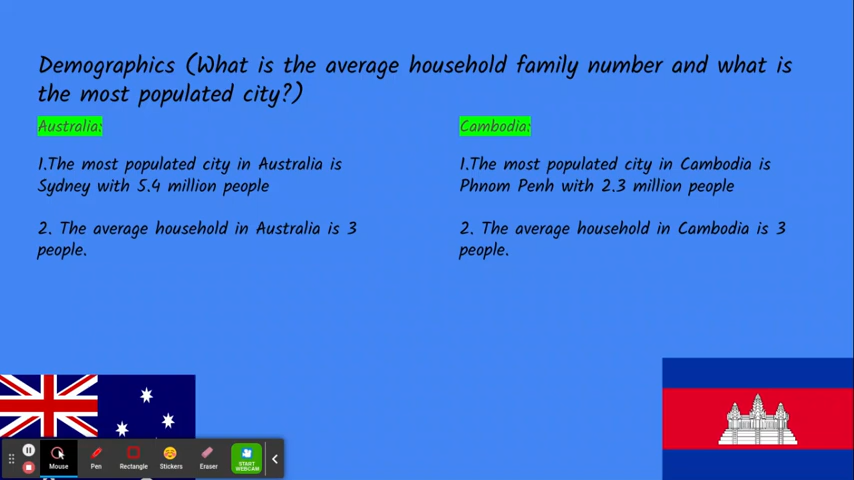 Demographics (What is the average household family number and what is
the most populated city?)
Australia:
1.The most populated city in Australia is
Sydney with 5.4 million people
2. The average household in Australia is 3
people.
Cambodia:
1.The most populated city in Cambodia is
Phnom Penh with 2.3 million people
2. The average household in Cambodia is 3
people.
Mouse
Pen
Rectangle
Stickers
Eraser
START
WEBCAM